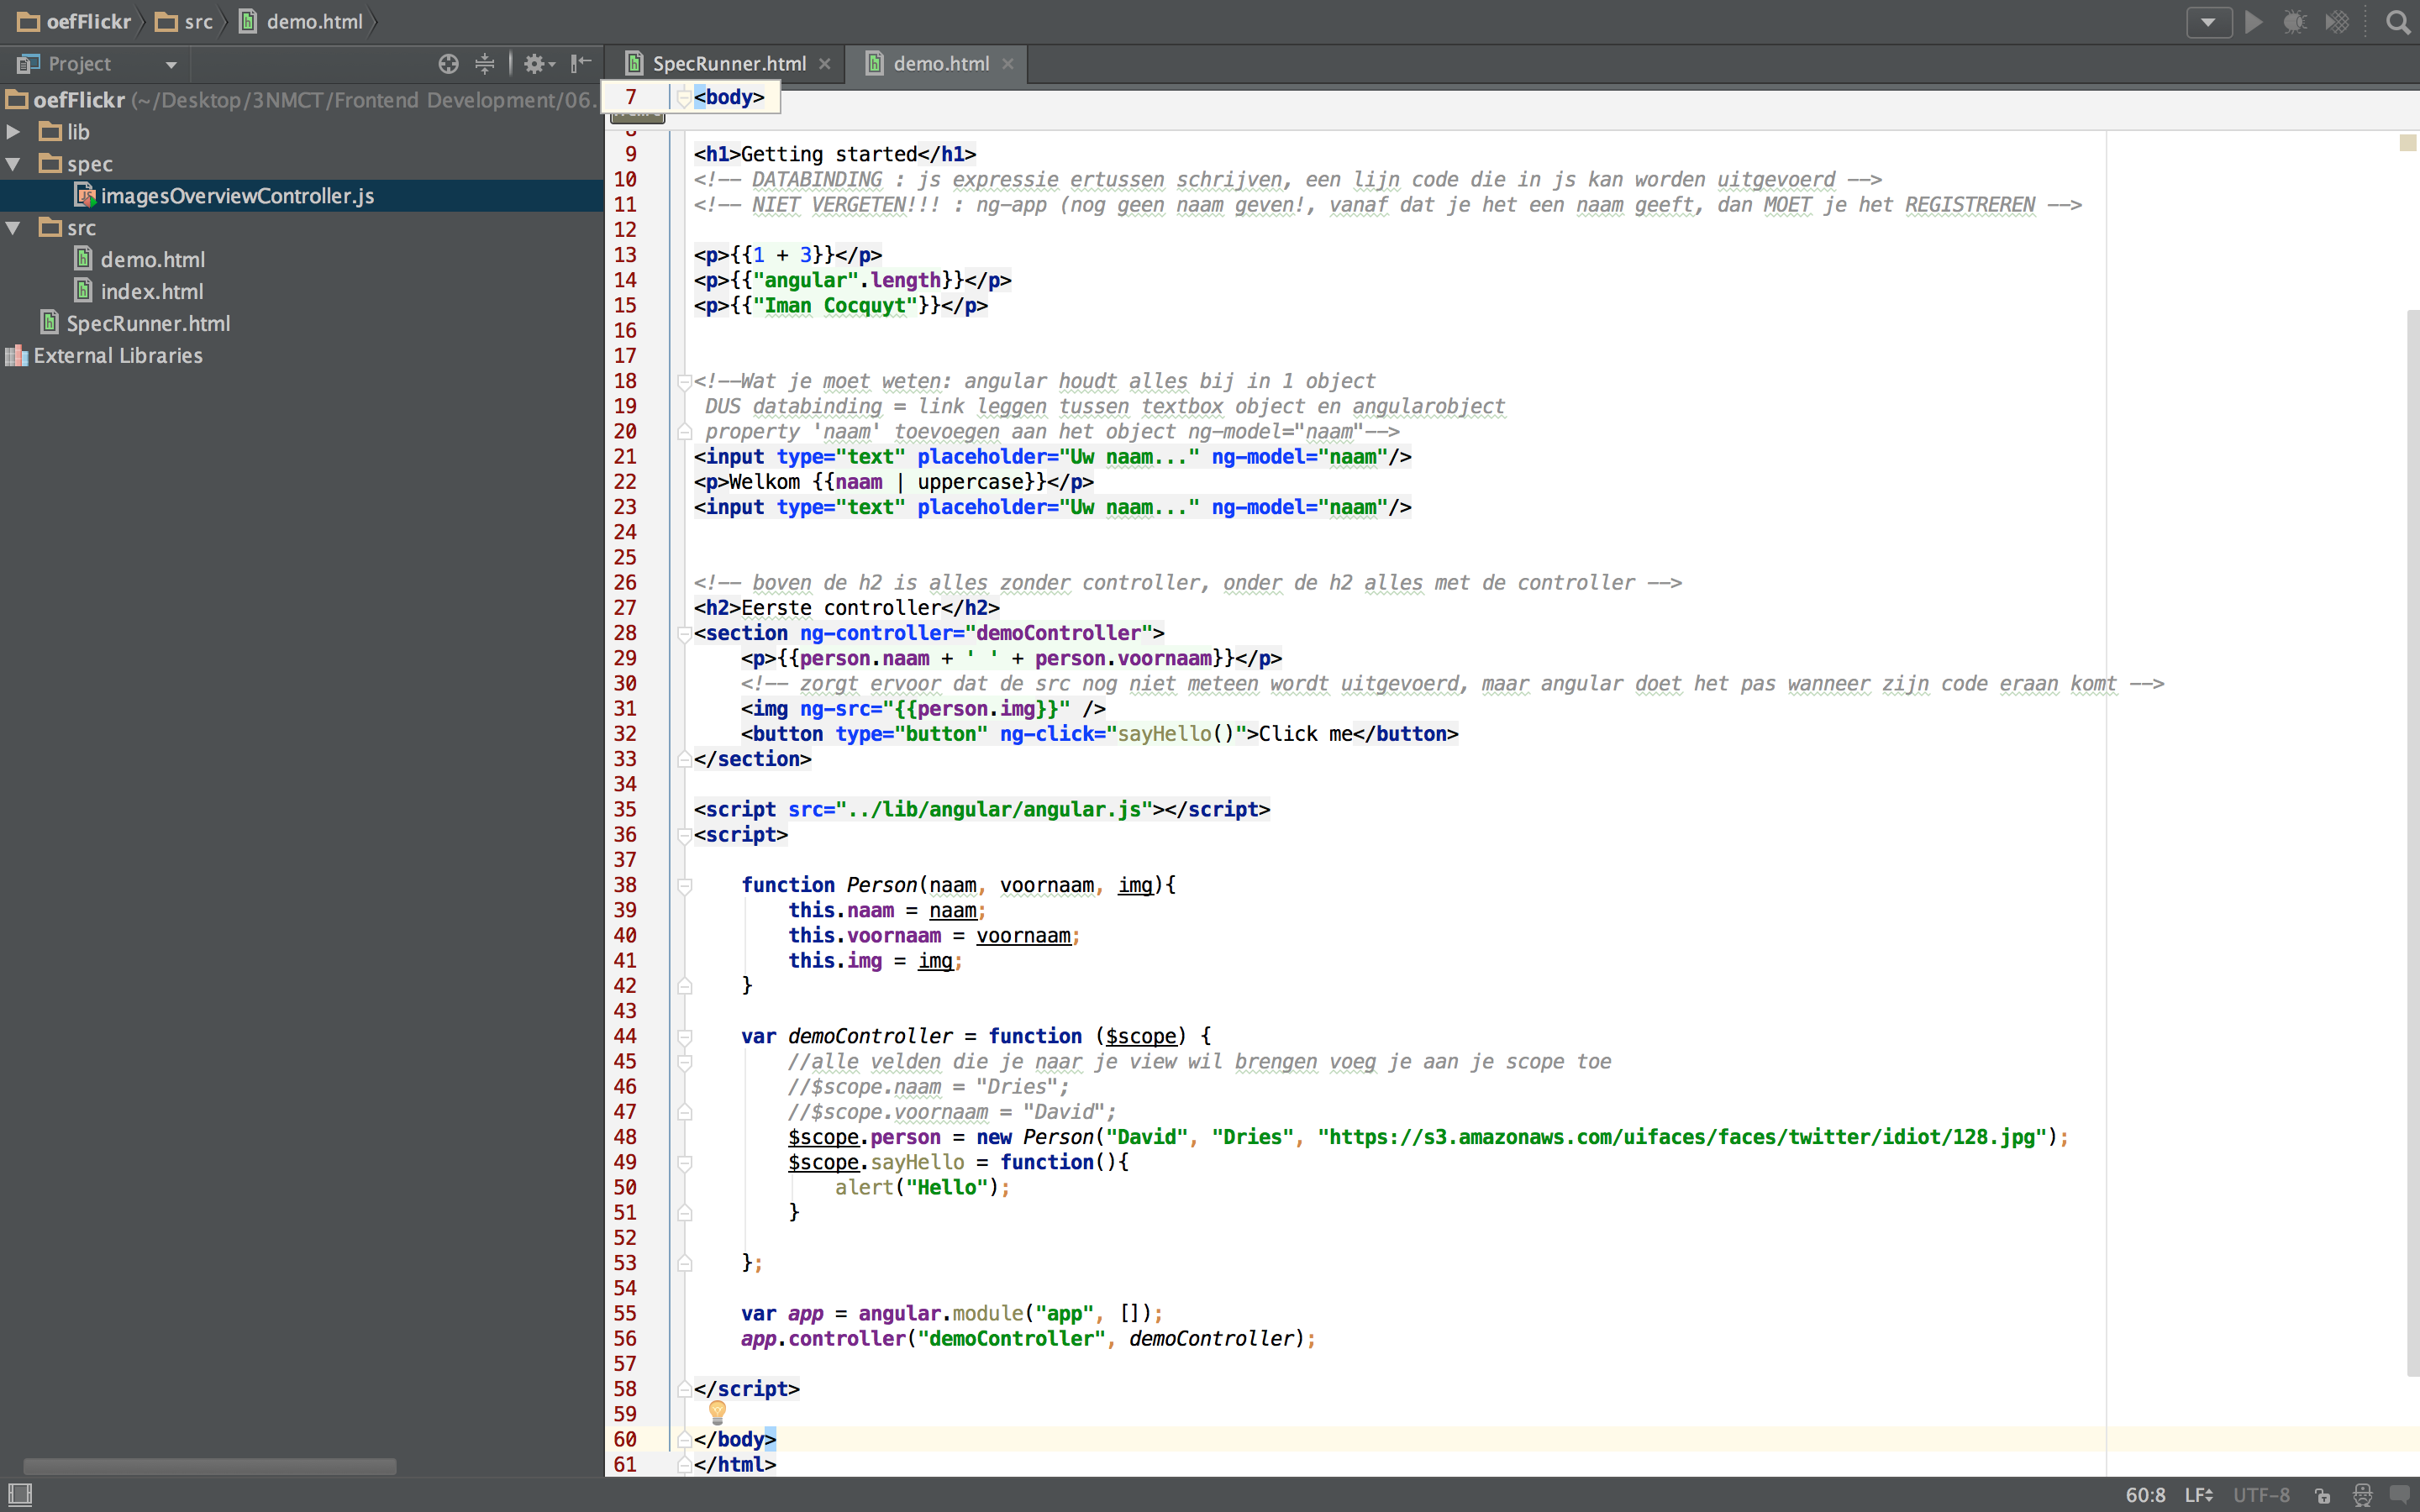 oefFlickr src demo.html
Project
SpecRunner.html demo.html
oefFlickr (~/Desktop/3NMCT/Frontend Development/06.
lib
spec
imagesOverviewController.js
src
demo.html
index.html
SpecRunner.html
External Libraries
7 <body>
8
9 <h1>Getting started</h1>
10 <!-- DATABINDING : js expressie ertussen schrijven, een lijn code die in js kan worden uitgevoerd -->
11 <!-- NIET VERGETEN!!! : ng-app (nog geen naam geven!, vanaf dat je het een naam geeft, dan MOET je het REGISTREREN -->
12
13 <p>{{1 + 3}}</p>
14 <p>{{"angular".length}}</p>
15 <p>{{"Iman Cocquyt"}}</p>
16
17
18 <!--Wat je moet weten: angular houdt alles bij in 1 object
19 DUS databinding = link leggen tussen textbox object en angularobject
20 property 'naam' toevoegen aan het object ng-model="naam"-->
21 <input type="text" placeholder="Uw naam..." ng-model="naam"/>
22 <p>Welkom {{naam | uppercase}}</p>
23 <input type="text" placeholder="Uw naam..." ng-model="naam"/>
24
25
26 <!-- boven de h2 is alles zonder controller, onder de h2 alles met de controller -->
27 <h2>Eerste controller</h2>
28 <section ng-controller="demoController">
29 <p>{{person.naam + ' ' + person.voornaam}}</p>
30 <!-- zorgt ervoor dat de src nog niet meteen wordt uitgevoerd, maar angular doet het pas wanneer zijn code eraan komt -->
31 <img ng-src="{{person.img}}" />
32 <button type="button" ng-click="sayHello()">Click me</button>
33 </section>
34
35 <script src="../lib/angular/angular.js"></script>
36 <script>
37
38 function Person(naam, voornaam, img){
39 this.naam = naam;
40 this.voornaam = voornaam;
41 this.img = img;
42 }
43
44 var demoController = function ($scope) {
45 //alle velden die je naar je view wil brengen voeg je aan je scope toe
46 //$scope.naam = "Dries";
47 //$scope.voornaam = "David";
48 $scope.person = new Person("David", "Dries", "https://s3.amazonaws.com/uifaces/faces/twitter/idiot/128.jpg");
49 $scope.sayHello = function(){
50 alert("Hello");
51 }
52
53 };
54
55 var app = angular.module("app", []);
56 app.controller("demoController", demoController);
57
58 </script>
59
60 </body>
61 </html>
60:8 LF UTF-8